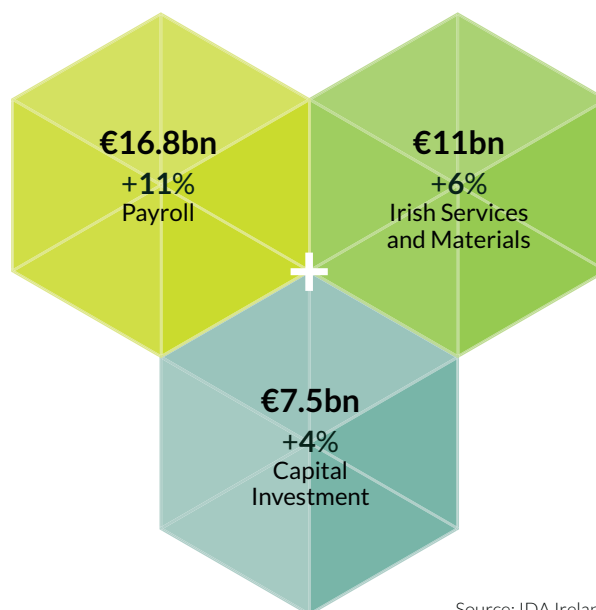 €16.8bn
+11%
Payroll
€11bn
+6%
Irish Services
and Materials
+
€7.5bn
+4%
Capital
Investment
Source: IDA